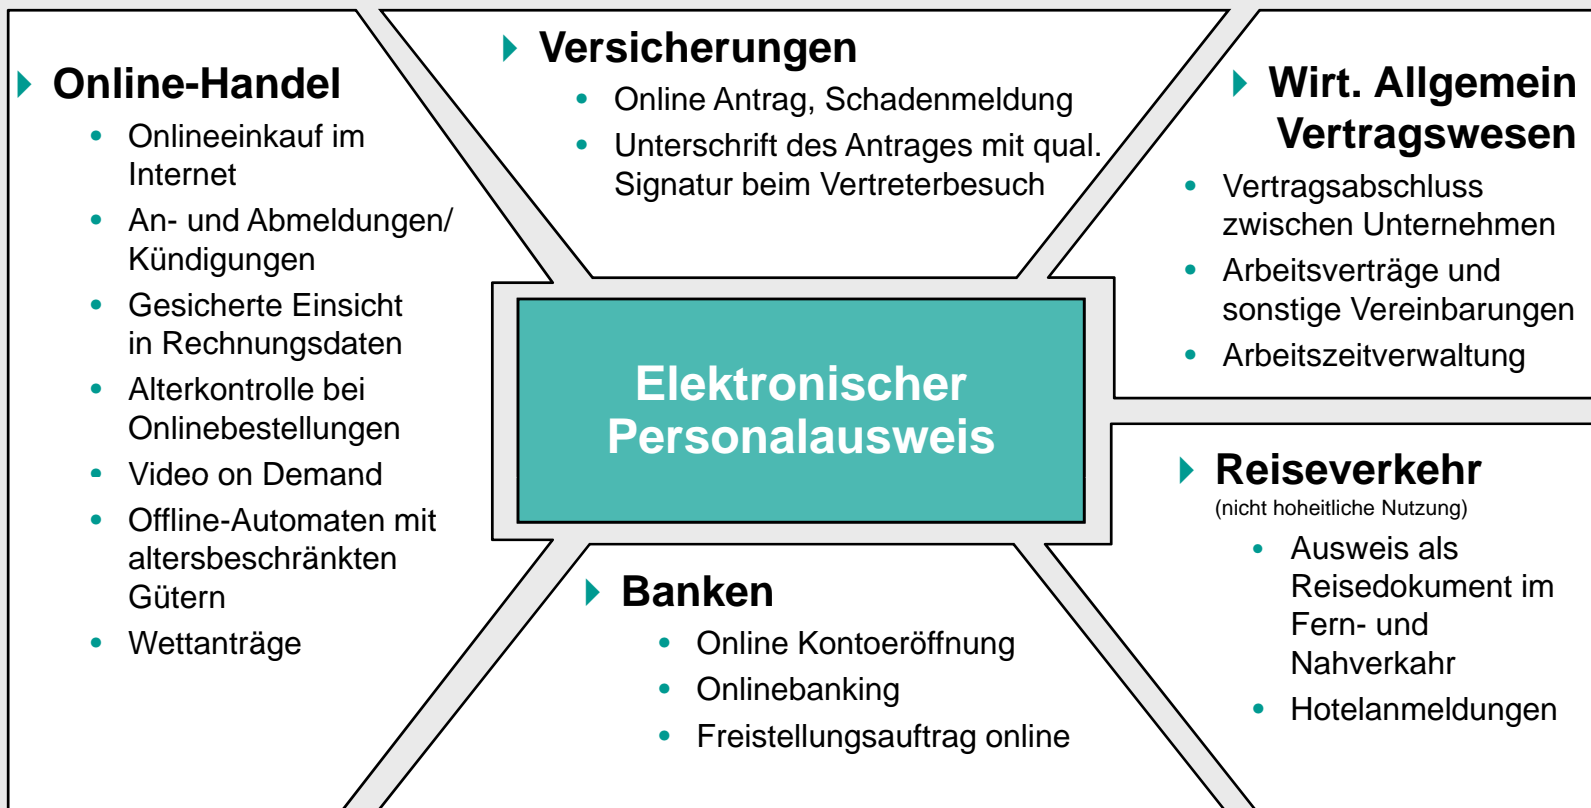 Online-Handel
Onlineeinkauf im
Internet
An- und Abmeldungen/
Kündigungen
Gesicherte Einsicht
in Rechnungsdaten
Alterkontrolle bei
Onlinebestellungen
Video on Demand
Offline-Automaten mit
altersbeschränkten
Gütern
Wettanträge
Versicherungen
Online Antrag, Schadenmeldung
Unterschrift des Antrages mit qual.
Signatur beim Vertreterbesuch
Wirt. Allgemein
Vertragswesen
Vertragsabschluss
zwischen Unternehmen
Arbeitsverträge und
sonstige Vereinbarungen
Arbeitszeitverwaltung
Elektronischer
Personalausweis
Banken
Online Kontoeröffnung
Onlinebanking
Freistellungsauftrag online
Reiseverkehr
(nicht hoheitliche Nutzung)
Ausweis als
Reisedokument im
Fern- und
Nahverkahr
Hotelanmeldungen